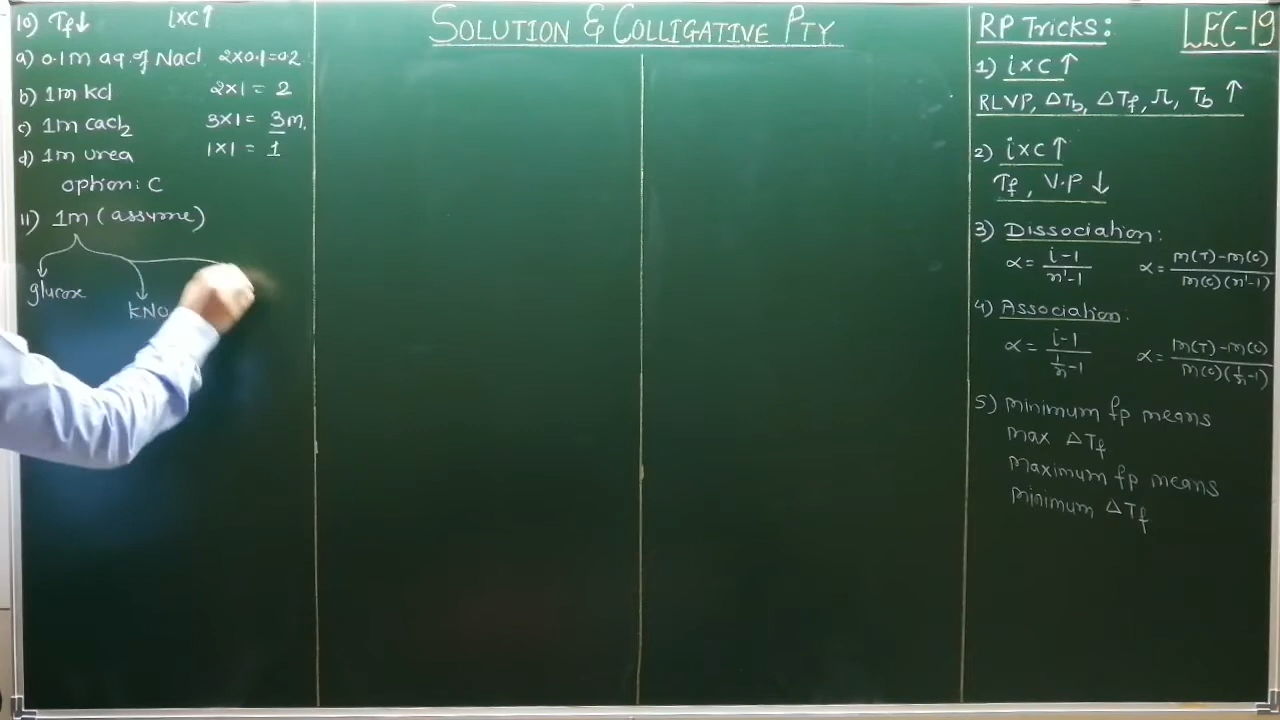 10) Tf↓ i×C↑
a) 0.1m aq. of Nacl 2×0.1=0.2
b) 1m kcl 2×1 = 2
c) 1m cacl2 3×1 = 3m,
d) 1m urea 1×1 = 1
option: C
11) 1m (assume)
glucose
KNO
SOLUTION & COLLIGATIVE PTY
LEC-19
RP Tricks:
1) i×C↑
RLVP, ΔTb, ΔTf, π, Tb ↑
2) i×C↑
Tf, V.P ↓
3) Dissociation:
α = (i-1)/(n'-1) α = (m(T)-m(O))/(m(O)(n'-1))
4) Association:
α = (i-1)/(1/n-1) α = (m(T)-m(O))/(m(O)(1/n-1))
5) minimum fp means
max ΔTf
Maximum fp means
minimum ΔTf